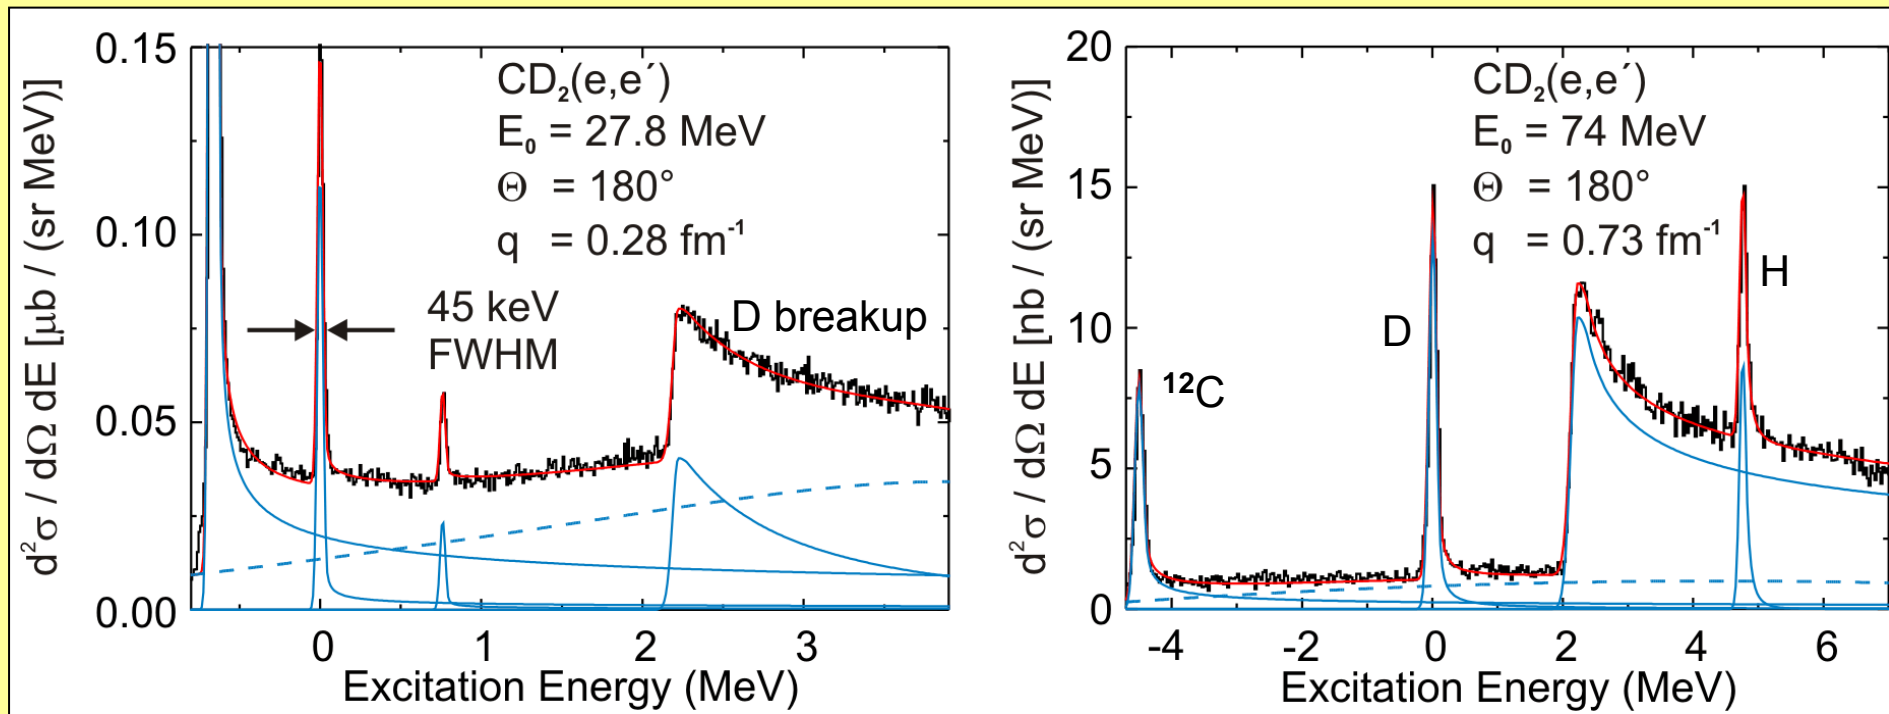 d²σ / dΩ dE [μb / (sr MeV)]
0.15
0.10
0.05
0.00
CD₂(e,e´)
E₀ = 27.8 MeV
Θ = 180°
q = 0.28 fm⁻¹
45 keV
FWHM
D breakup
0 1 2 3
Excitation Energy (MeV)
d²σ / dΩ dE [nb / (sr MeV)]
20
15
10
5
0
CD₂(e,e´)
E₀ = 74 MeV
Θ = 180°
q = 0.73 fm⁻¹
H
D
¹²C
-4 -2 0 2 4 6
Excitation Energy (MeV)